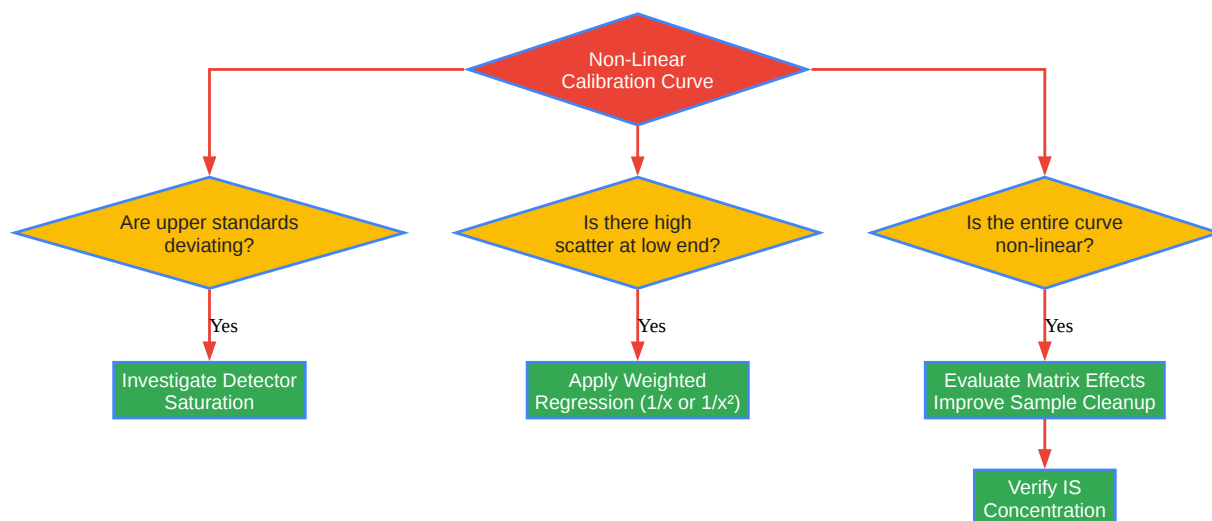 Non-Linear
Calibration Curve
Are upper standards
deviating?
Is there high
scatter at low end?
Is the entire curve
non-linear?
Yes
Yes
Yes
Investigate Detector
Saturation
Apply Weighted
Regression (1/x or 1/x²)
Evaluate Matrix Effects
Improve Sample Cleanup
Verify IS
Concentration